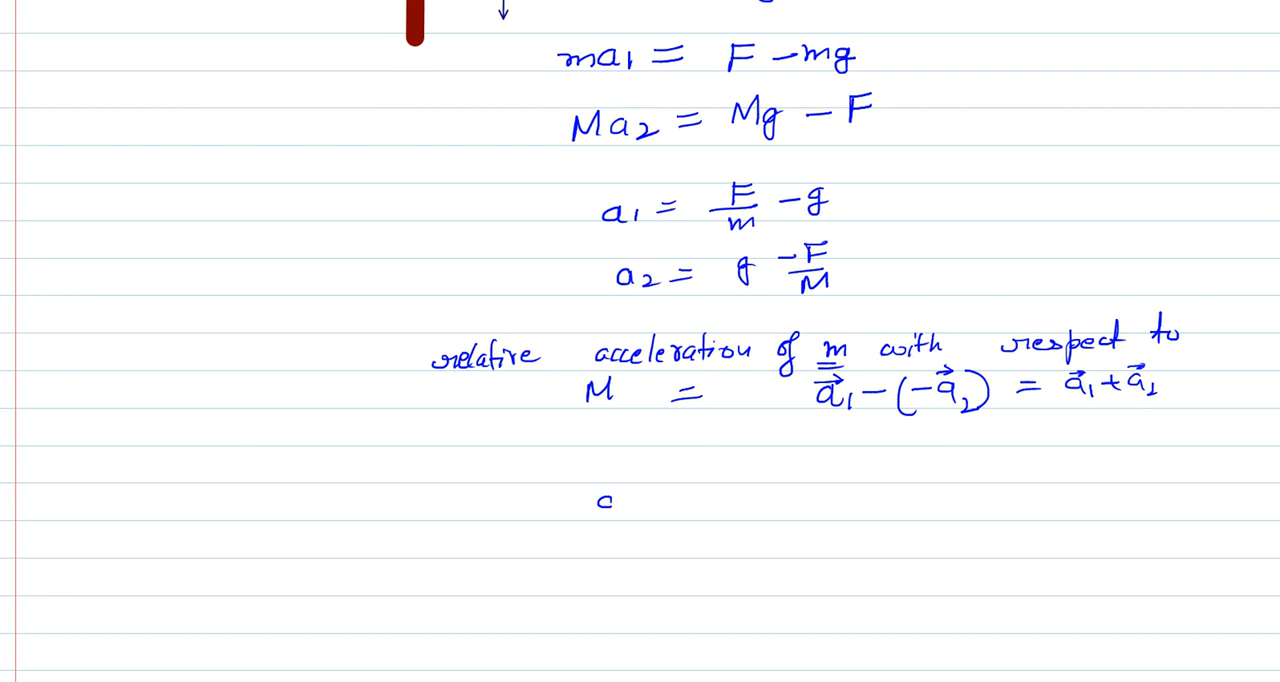 ma₁ = F - mg
Ma₂ = Mg - F
a₁ = F/m - g
a₂ = g - F/M
relative acceleration of m with respect to
M = a⃗₁ - (-a⃗₂) = a⃗₁ + a⃗₂